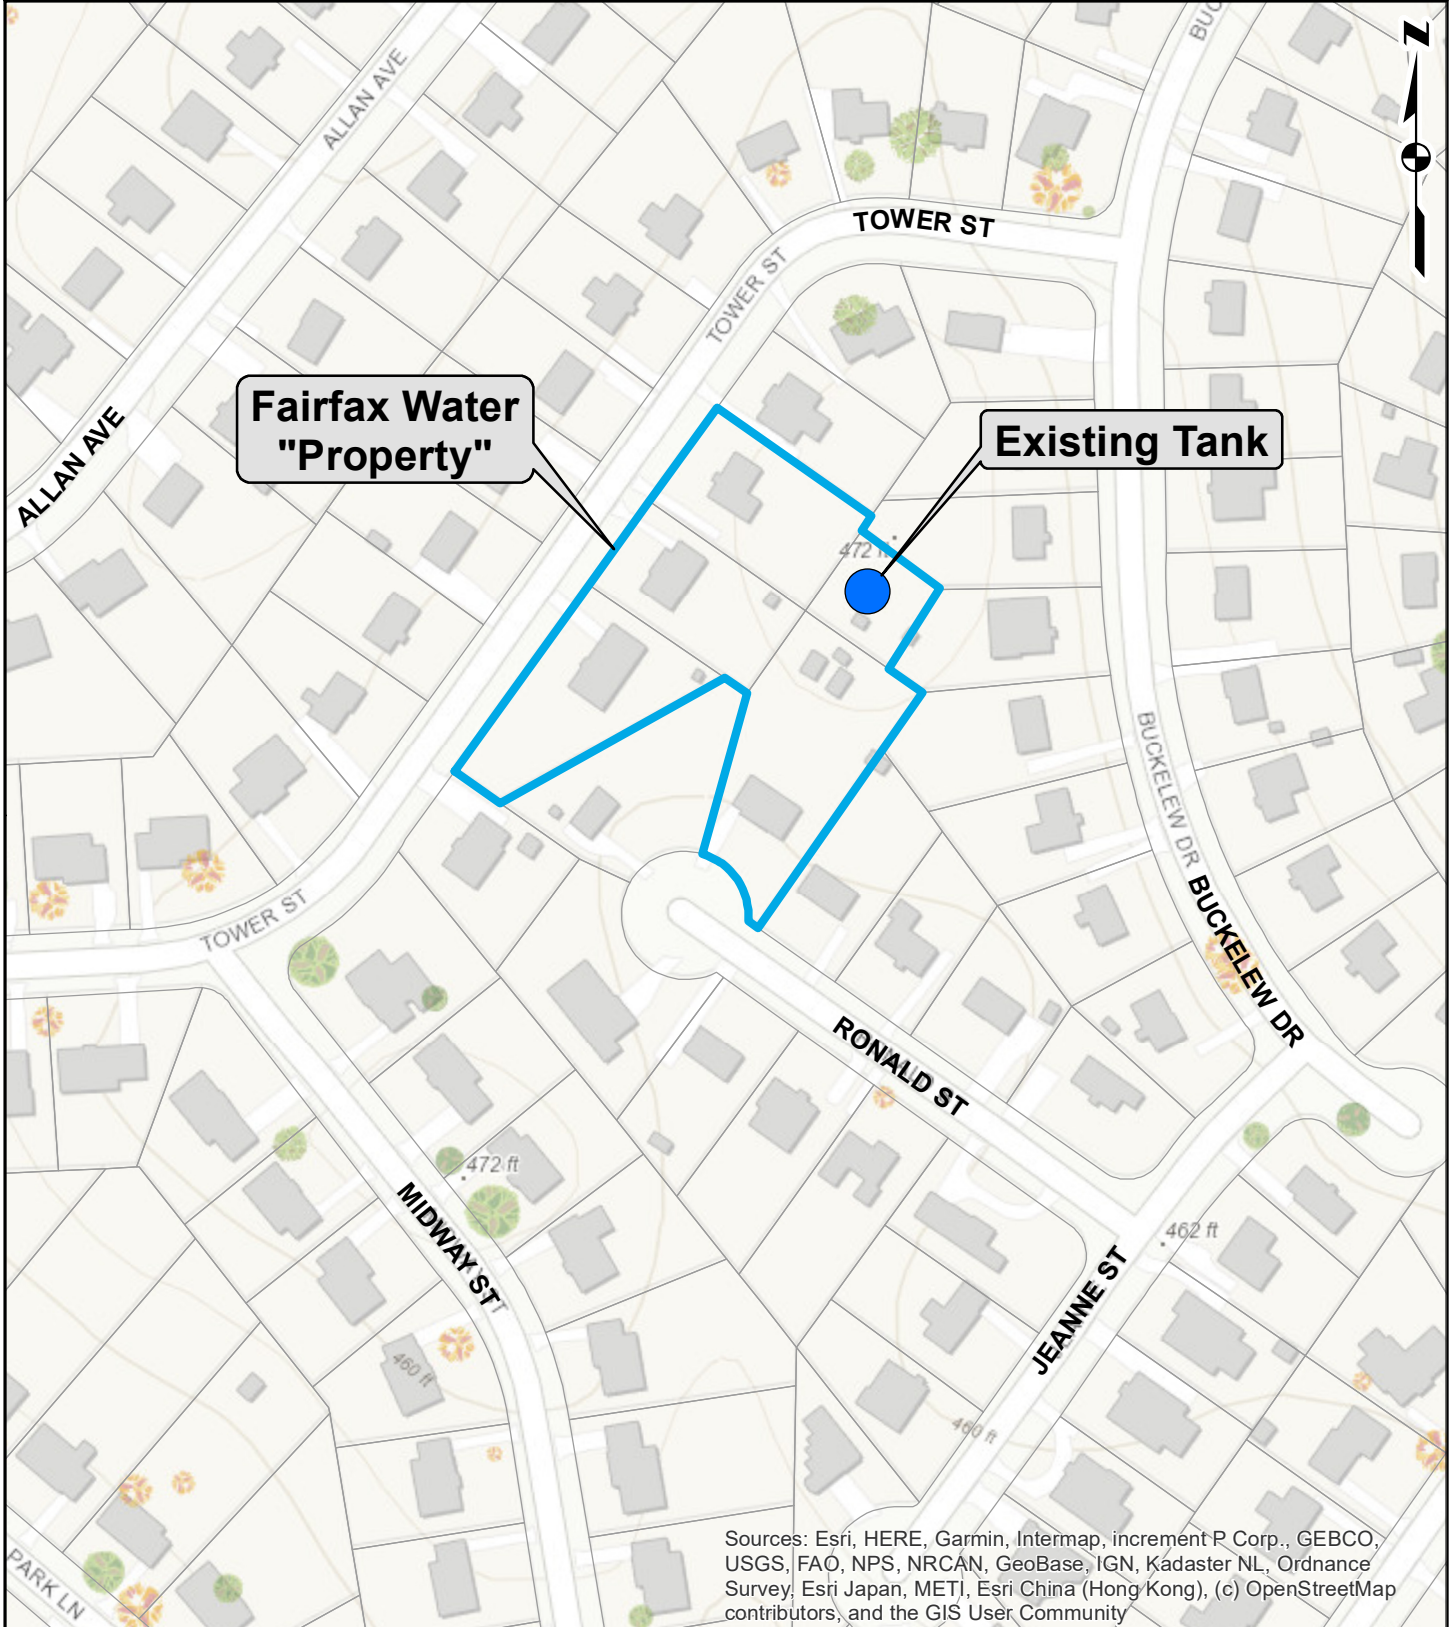 BUC
N
ALLAN AVE
TOWER ST
TOWER ST
Fairfax Water
"Property"
Existing Tank
ALLAN AVE
472 ft
BUCKELEW DR
BUCKELEW DR
TOWER ST
RONALD ST
472 ft
MIDWAY ST
462 ft
JEANNE ST
460 ft
460 ft
PARK LN
Sources: Esri, HERE, Garmin, Intermap, increment P Corp., GEBCO,
USGS, FAO, NPS, NRCAN, GeoBase, IGN, Kadaster NL, Ordnance
Survey, Esri Japan, METI, Esri China (Hong Kong), (c) OpenStreetMap
contributors, and the GIS User Community